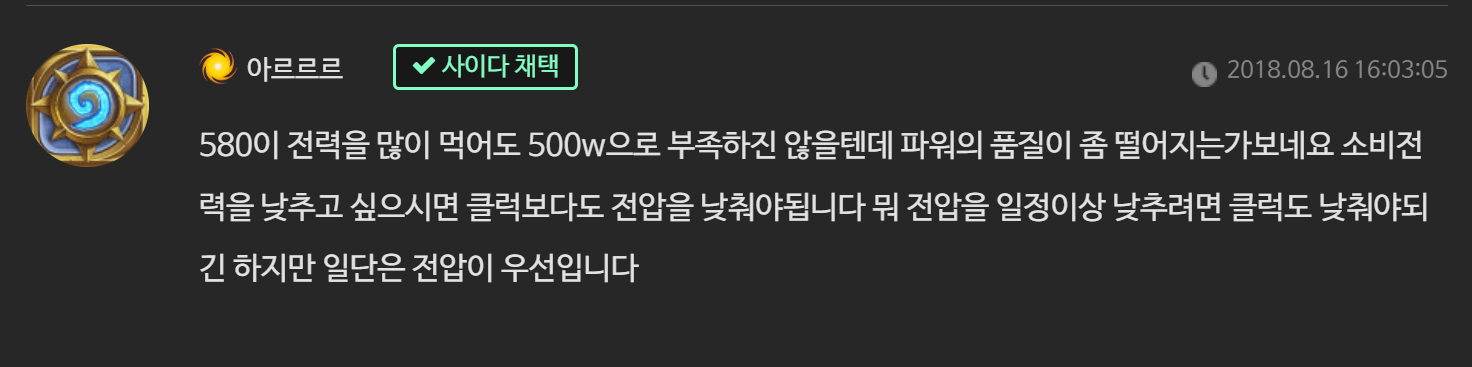 아르르르 사이다 채택 2018.08.16 16:03:05
580이 전력을 많이 먹어도 500w으로 부족하진 않을텐데 파워의 품질이 좀 떨어지는가보네요 소비전
력을 낮추고 싶으시면 클럭보다도 전압을 낮춰야됩니다 뭐 전압을 일정이상 낮추려면 클럭도 낮춰야되
긴 하지만 일단은 전압이 우선입니다